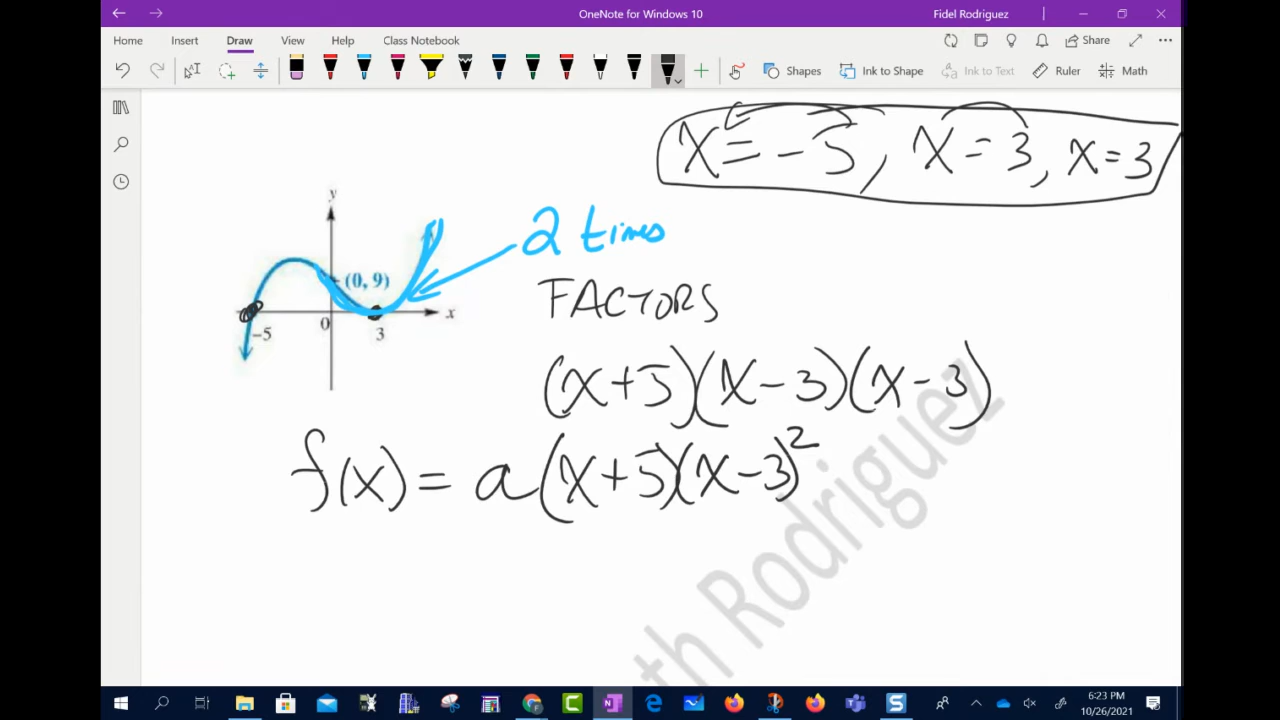 OneNote for Windows 10
Fidel Rodriguez
Home Insert Draw View Help Class Notebook
Share
Shapes Ink to Shape Ink to Text Ruler Math
x = -5, x = 3, x = 3
y
2 times
(0, 9)
FACTORS
x
-5 0 3
(x+5)(x-3)(x-3)
f(x) = a(x+5)(x-3)²
th Rodriguez
6:23 PM
10/26/2021